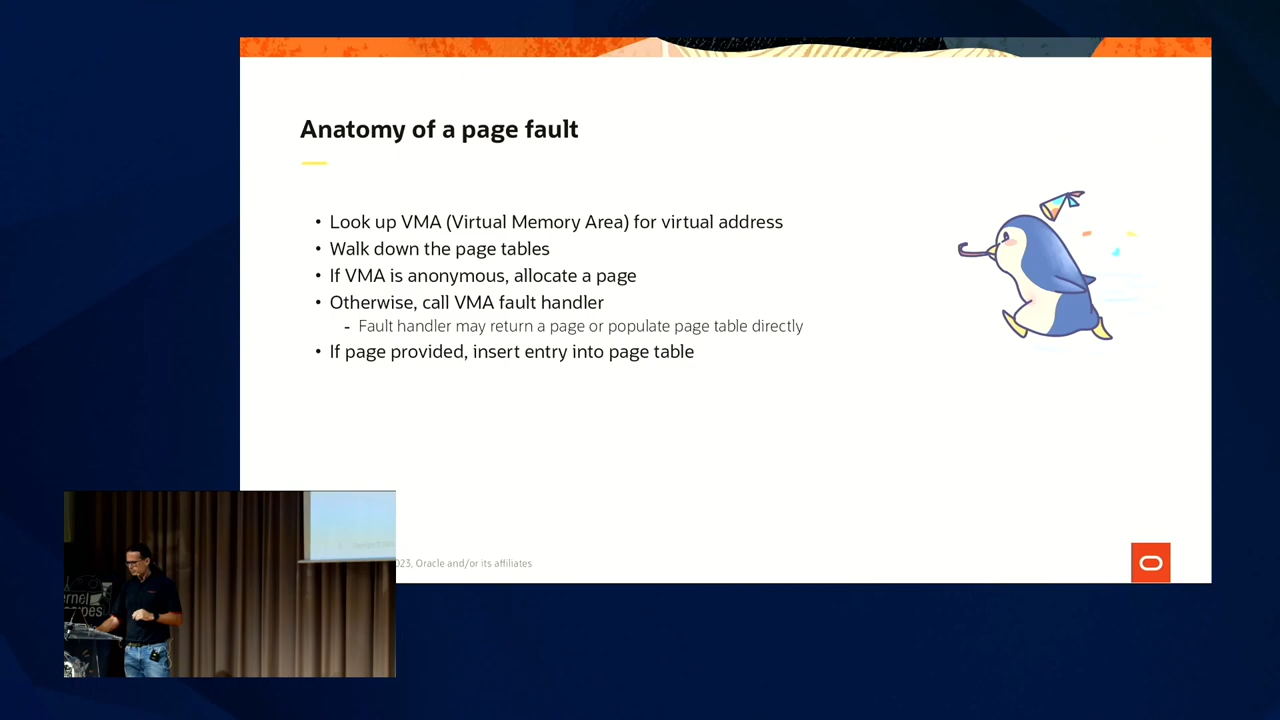 Anatomy of a page fault
• Look up VMA (Virtual Memory Area) for virtual address
• Walk down the page tables
• If VMA is anonymous, allocate a page
• Otherwise, call VMA fault handler
- Fault handler may return a page or populate page table directly
• If page provided, insert entry into page table
023, Oracle and/or its affiliates
ernel
ipes